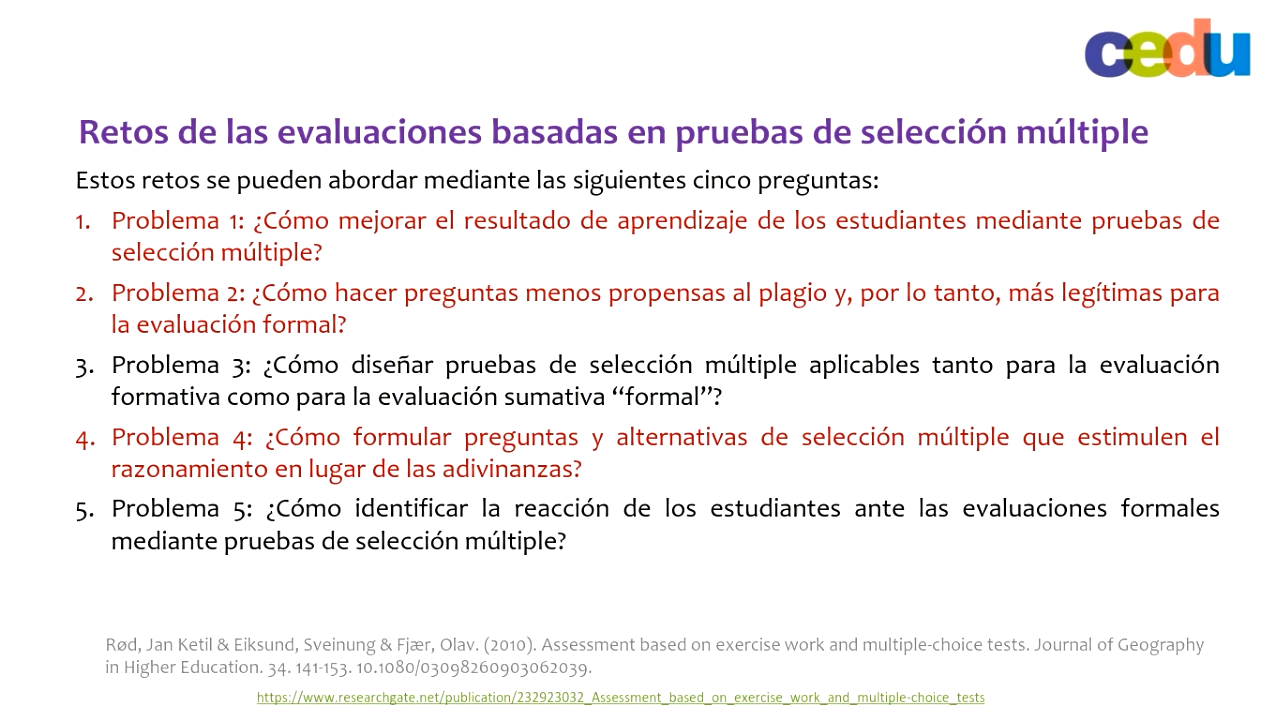 cedu
Retos de las evaluaciones basadas en pruebas de selección múltiple
Estos retos se pueden abordar mediante las siguientes cinco preguntas:
1. Problema 1: ¿Cómo mejorar el resultado de aprendizaje de los estudiantes mediante pruebas de
selección múltiple?
2. Problema 2: ¿Cómo hacer preguntas menos propensas al plagio y, por lo tanto, más legítimas para
la evaluación formal?
3. Problema 3: ¿Cómo diseñar pruebas de selección múltiple aplicables tanto para la evaluación
formativa como para la evaluación sumativa “formal”?
4. Problema 4: ¿Cómo formular preguntas y alternativas de selección múltiple que estimulen el
razonamiento en lugar de las adivinanzas?
5. Problema 5: ¿Cómo identificar la reacción de los estudiantes ante las evaluaciones formales
mediante pruebas de selección múltiple?
Rød, Jan Ketil & Eiksund, Sveinung & Fjær, Olav. (2010). Assessment based on exercise work and multiple-choice tests. Journal of Geography
in Higher Education. 34. 141-153. 10.1080/03098260903062039.
https://www.researchgate.net/publication/232923032_Assessment_based_on_exercise_work_and_multiple-choice_tests